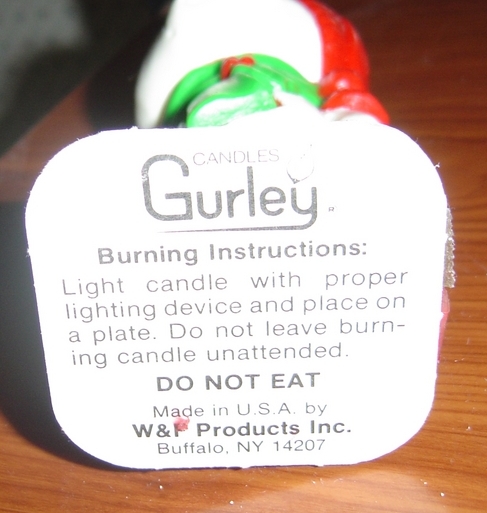 CANDLES
Gurley
Burning Instructions:
Light candle with proper
lighting device and place on
a plate. Do not leave burn-
ing candle unattended.
DO NOT EAT
Made in U.S.A. by
W&F Products Inc.
Buffalo, NY 14207